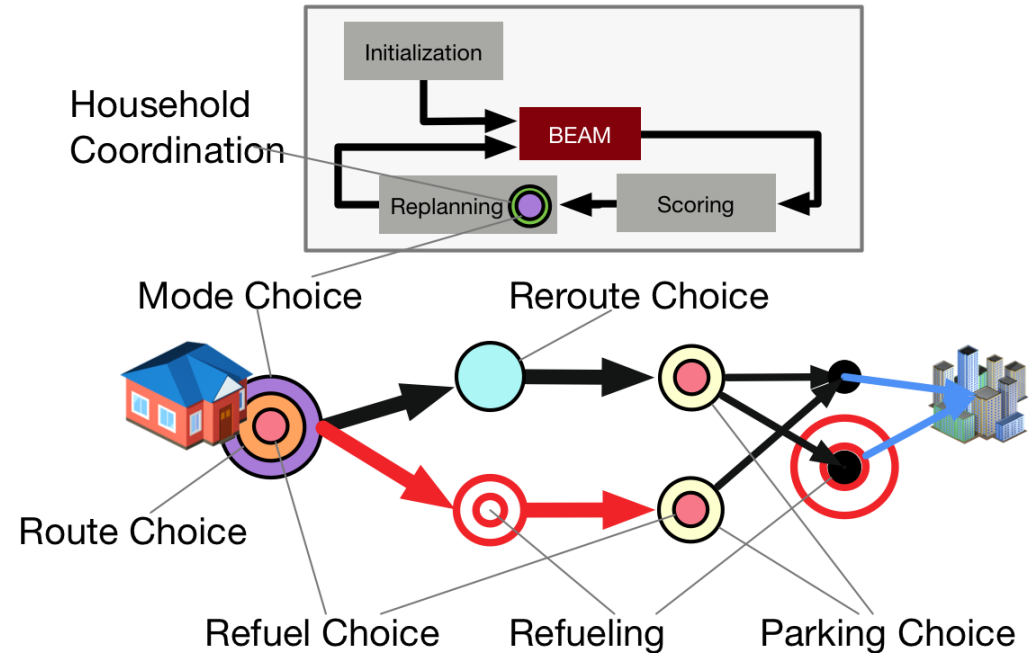 Initialization
Household
Coordination
BEAM
Replanning
Scoring
Mode Choice
Reroute Choice
Route Choice
Refuel Choice
Refueling
Parking Choice